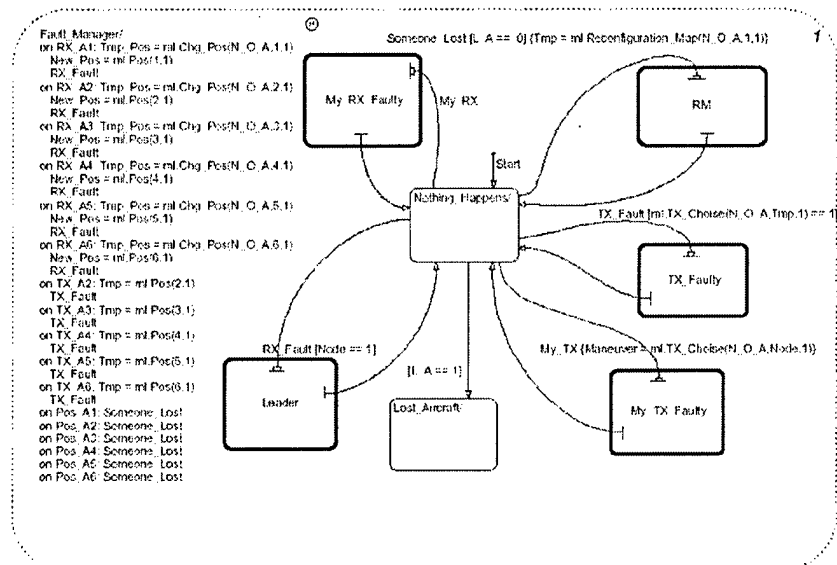 Fault_Manager/
on RX_A1: Tmp_Pos = ml.Chg_Pos(N_O_A,1,1)
New_Pos = ml.Pos(1,1)
RX_Fault
on RX_A2: Tmp_Pos = ml.Chg_Pos(N_O_A,2,1)
New_Pos = ml.Pos(2,1)
RX_Fault
on RX_A3: Tmp_Pos = ml.Chg_Pos(N_O_A,3,1)
New_Pos = ml.Pos(3,1)
RX_Fault
on RX_A4: Tmp_Pos = ml.Chg_Pos(N_O_A,4,1)
New_Pos = ml.Pos(4,1)
RX_Fault
on RX_A5: Tmp_Pos = ml.Chg_Pos(N_O_A,5,1)
New_Pos = ml.Pos(5,1)
RX_Fault
on RX_A6: Tmp_Pos = ml.Chg_Pos(N_O_A,6,1)
New_Pos = ml.Pos(6,1)
RX_Fault
on TX_A2: Tmp = ml.Pos(2,1)
TX_Fault
on TX_A3: Tmp = ml.Pos(3,1)
TX_Fault
on TX_A4: Tmp = ml.Pos(4,1)
TX_Fault
on TX_A5: Tmp = ml.Pos(5,1)
TX_Fault
on TX_A6: Tmp = ml.Pos(6,1)
TX_Fault
on Pos_A1: Someone_Lost
on Pos_A2: Someone_Lost
on Pos_A3: Someone_Lost
on Pos_A4: Someone_Lost
on Pos_A5: Someone_Lost
on Pos_A6: Someone_Lost
H
Someone_Lost [L_A == 0] {Tmp = ml.Reconfiguration_Map(N_O_A,1,1)}
1
My_RX_Faulty
My_RX
RM
Start
Nothing_Happens/
TX_Fault [ml.TX_Choise(N_O_A,Tmp,1) == 1]
TX_Faulty
RX_Fault [Node == 1]
[L_A == 1]
My_TX {Maneuver = ml.TX_Choise(N_O_A,Node,1)}
Leader
Lost_Aircraft/
My_TX_Faulty